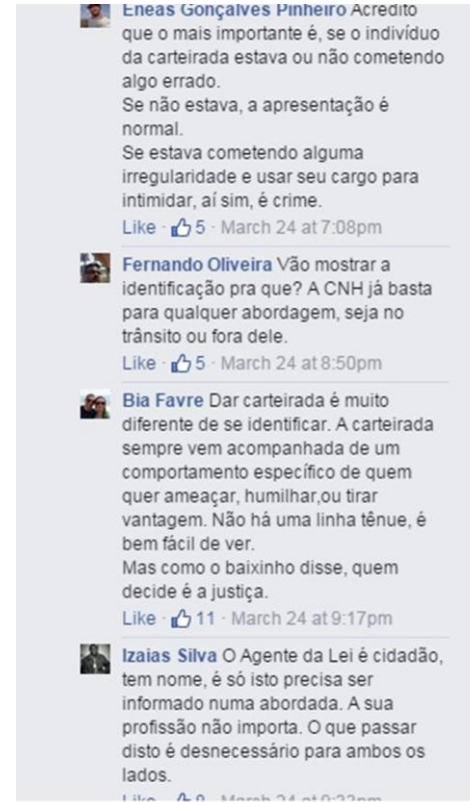 Eneas Gonçalves Pinheiro Acredito
que o mais importante é, se o indivíduo
da carteirada estava ou não cometendo
algo errado.
Se não estava, a apresentação é
normal.
Se estava cometendo alguma
irregularidade e usar seu cargo para
intimidar, aí sim, é crime.
Like · 5 · March 24 at 7:08pm
Fernando Oliveira Vão mostrar a
identificação pra que? A CNH já basta
para qualquer abordagem, seja no
trânsito ou fora dele.
Like · 5 · March 24 at 8:50pm
Bia Favre Dar carteirada é muito
diferente de se identificar. A carteirada
sempre vem acompanhada de um
comportamento específico de quem
quer ameaçar, humilhar,ou tirar
vantagem. Não há uma linha tênue, é
bem fácil de ver.
Mas como o baixinho disse, quem
decide é a justiça.
Like · 11 · March 24 at 9:17pm
Izaias Silva O Agente da Lei é cidadão,
tem nome, é só isto precisa ser
informado numa abordada. A sua
profissão não importa. O que passar
disto é desnecessário para ambos os
lados.
Like · March 24 at